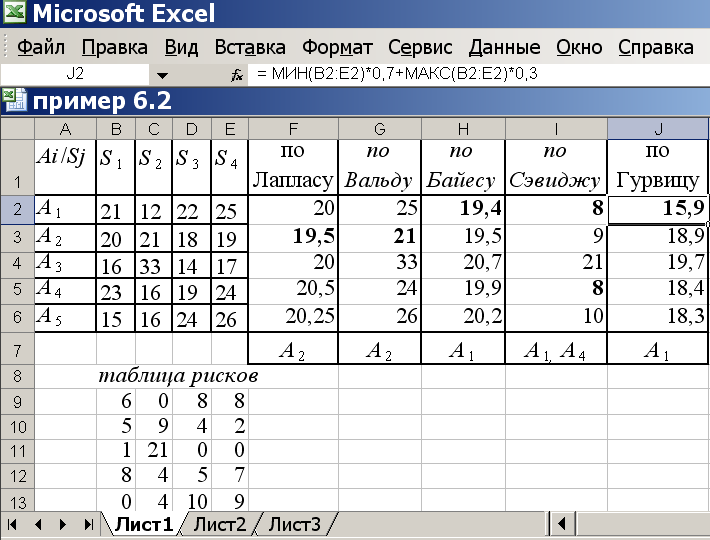 Microsoft Excel
Файл Правка Вид Вставка Формат Сервис Данные Окно Справка
J2 fx = МИН(B2:E2)*0,7+МАКС(B2:E2)*0,3
пример 6.2
A B C D E F G H I J
1 Ai/Sj S 1 S 2 S 3 S 4 по Лапласу по Вальду по Байесу по Сэвиджу по Гурвицу
2 A 1 21 12 22 25 20 25 19,4 8 15,9
3 A 2 20 21 18 19 19,5 21 19,5 9 18,9
4 A 3 16 33 14 17 20 33 20,7 21 19,7
5 A 4 23 16 19 24 20,5 24 19,9 8 18,4
6 A 5 15 16 24 26 20,25 26 20,2 10 18,3
7 A 2 A 2 A 1 A 1, A 4 A 1
8 таблица рисков
9 6 0 8 8
10 5 9 4 2
11 1 21 0 0
12 8 4 5 7
13 0 4 10 9
Лист1 Лист2 Лист3